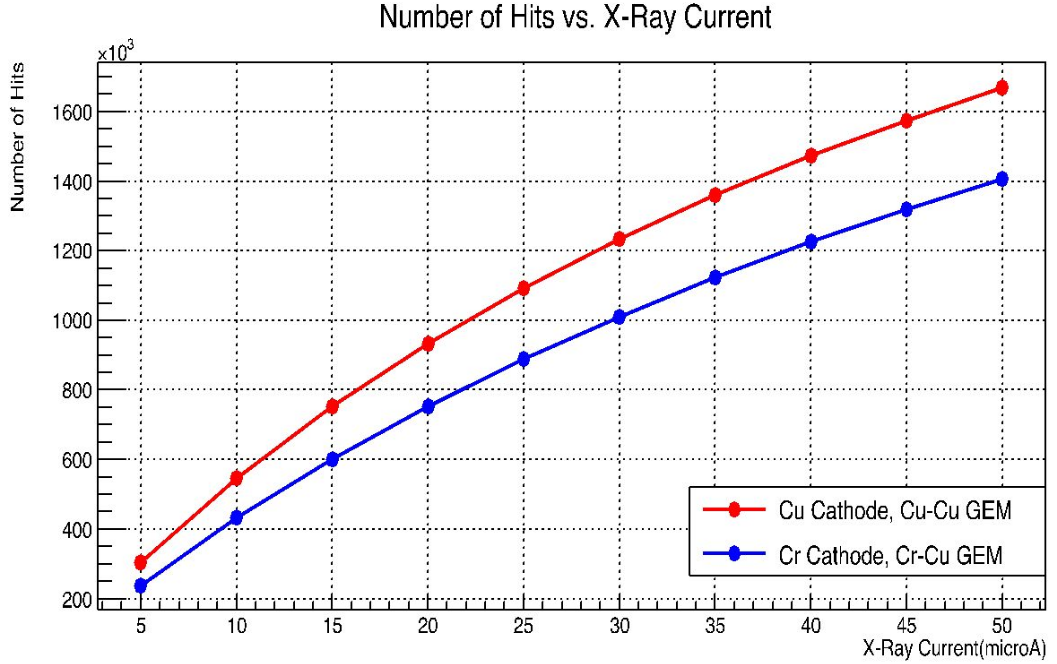 Number of Hits vs. X-Ray Current
×10³
Number of Hits
1600
1400
1200
1000
800
600
400
200
Cu Cathode, Cu-Cu GEM
Cr Cathode, Cr-Cu GEM
5 10 15 20 25 30 35 40 45 50
X-Ray Current(microA)